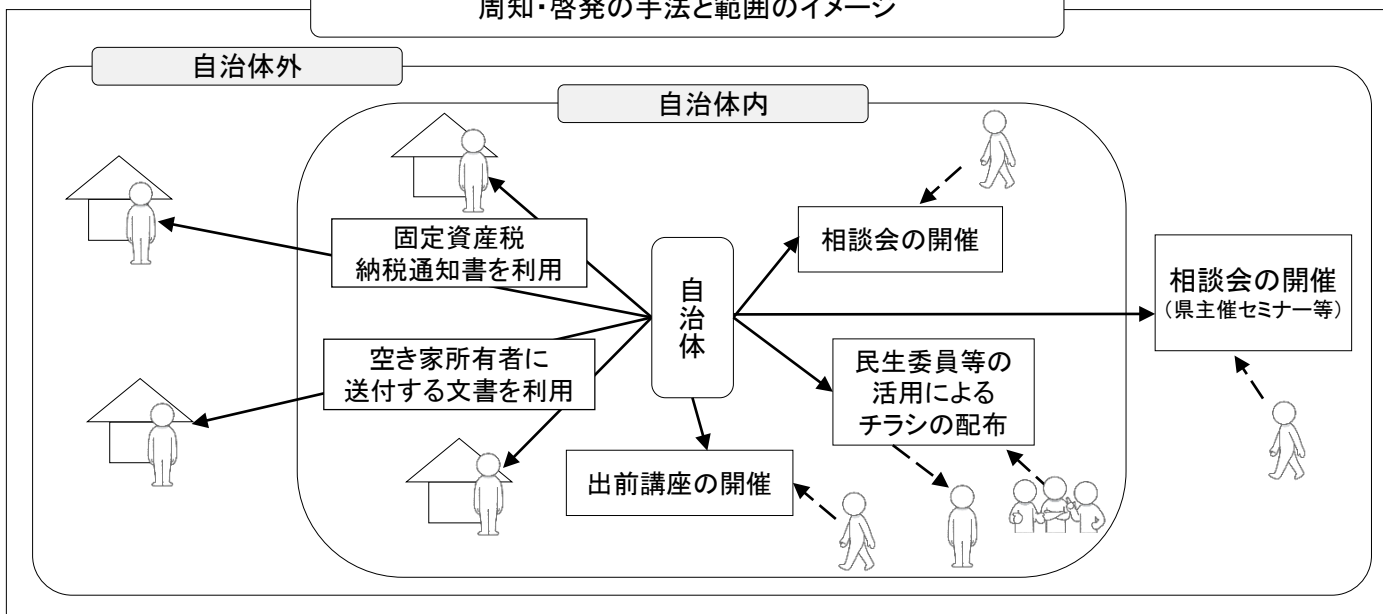 周知・啓発の手法と範囲のイメージ
自治体外
自治体内
固定資産税
納税通知書を利用
空き家所有者に
送付する文書を利用
自
治
体
相談会の開催
相談会の開催
(県主催セミナー等)
民生委員等の
活用による
チラシの配布
出前講座の開催